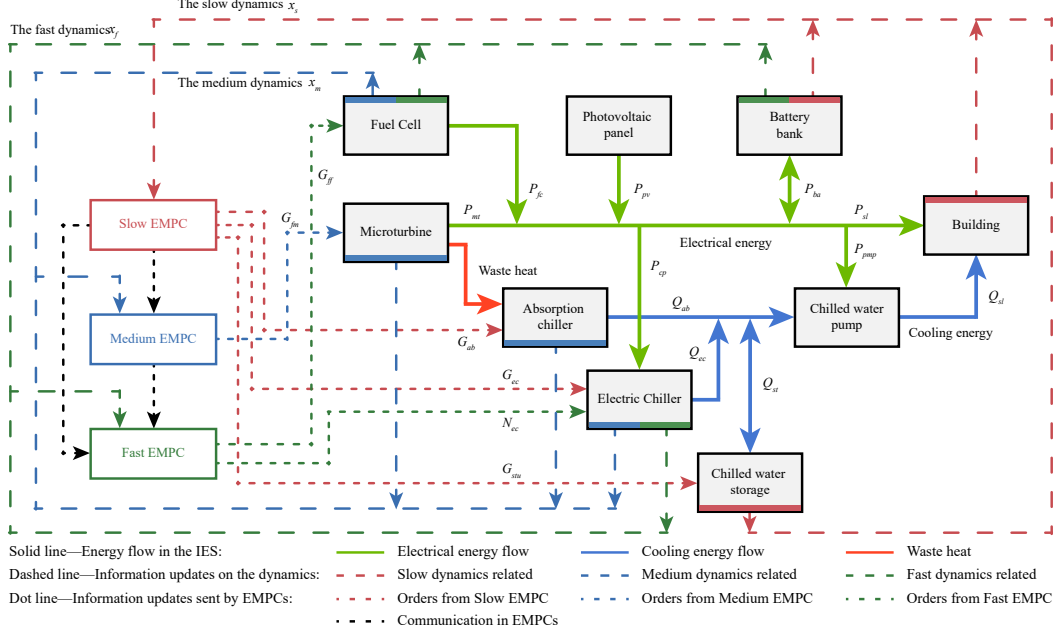 The slow dynamics x_s
The fast dynamics x_f
The medium dynamics x_m
Fuel Cell
Photovoltaic
panel
Battery
bank
G_ff
P_fc
P_pv
P_ba
Slow EMPC
G_fm
Microturbine
P_mt
P_sl
Building
Electrical energy
P_pmp
Waste heat
P_cp
Absorption
chiller
Q_ab
Chilled water
pump
Q_sl
Cooling energy
Medium EMPC
G_ab
Q_ec
G_ec
Electric Chiller
Q_st
N_ec
Fast EMPC
G_stu
Chilled water
storage
Solid line—Energy flow in the IES: Electrical energy flow Cooling energy flow Waste heat
Dashed line—Information updates on the dynamics: Slow dynamics related Medium dynamics related Fast dynamics related
Dot line—Information updates sent by EMPCs: Orders from Slow EMPC Orders from Medium EMPC Orders from Fast EMPC
Communication in EMPCs